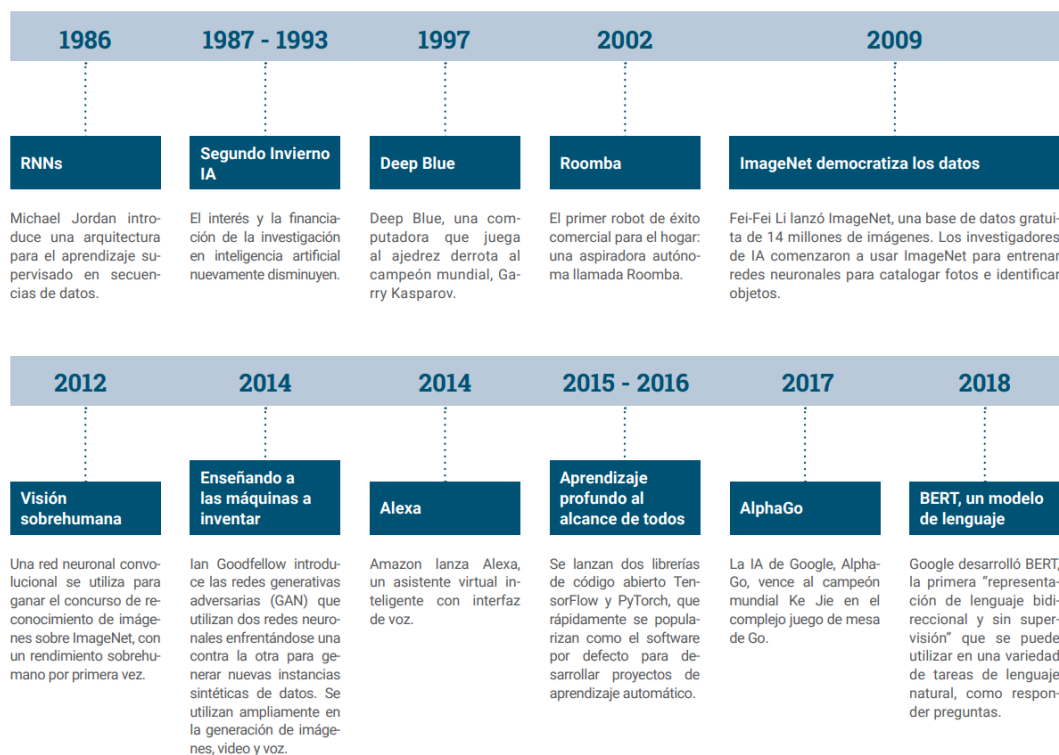 1986
1987 - 1993
1997
2002
2009
RNNs
Segundo Invierno
IA
Deep Blue
Roomba
ImageNet democratiza los datos
Michael Jordan intro-
duce una arquitectura
para el aprendizaje su-
pervisado en secuen-
cias de datos.
El interés y la financia-
ción de la investigación
en inteligencia artificial
nuevamente disminuyen.
Deep Blue, una com-
putadora que juega
al ajedrez derrota al
campeón mundial, Ga-
rry Kasparov.
El primer robot de éxito
comercial para el hogar:
una aspiradora autóno-
ma llamada Roomba.
Fei-Fei Li lanzó ImageNet, una base de datos gratui-
ta de 14 millones de imágenes. Los investigadores
de IA comenzaron a usar ImageNet para entrenar
redes neuronales para catalogar fotos e identificar
objetos.
2012
2014
2014
2015 - 2016
2017
2018
Visión
sobrehumana
Enseñando a
las máquinas a
inventar
Alexa
Aprendizaje
profundo al
alcance de todos
AlphaGo
BERT, un modelo
de lenguaje
Una red neuronal convo-
lucional se utiliza para
ganar el concurso de re-
conocimiento de imáge-
nes sobre ImageNet, con
un rendimiento sobrehu-
mano por primera vez.
Ian Goodfellow introdu-
ce las redes generativas
adversarias (GAN) que
utilizan dos redes neuro-
nales enfrentándose una
contra la otra para ge-
nerar nuevas instancias
sintéticas de datos. Se
utilizan ampliamente en
la generación de imáge-
nes, video y voz.
Amazon lanza Alexa,
un asistente virtual in-
teligente con interfaz
de voz.
Se lanzan dos librerías
de código abierto Ten-
sorFlow y PyTorch, que
rápidamente se popula-
rizan como el software
por defecto para de-
sarrollar proyectos de
aprendizaje automático.
La IA de Google, Alpha-
Go, vence al campeón
mundial Ke Jie en el
complejo juego de mesa
de Go.
Google desarrolló BERT,
la primera “representa-
ción de lenguaje bidi-
reccional y sin super-
visión” que se puede
utilizar en una variedad
de tareas de lenguaje
natural, como respon-
der preguntas.